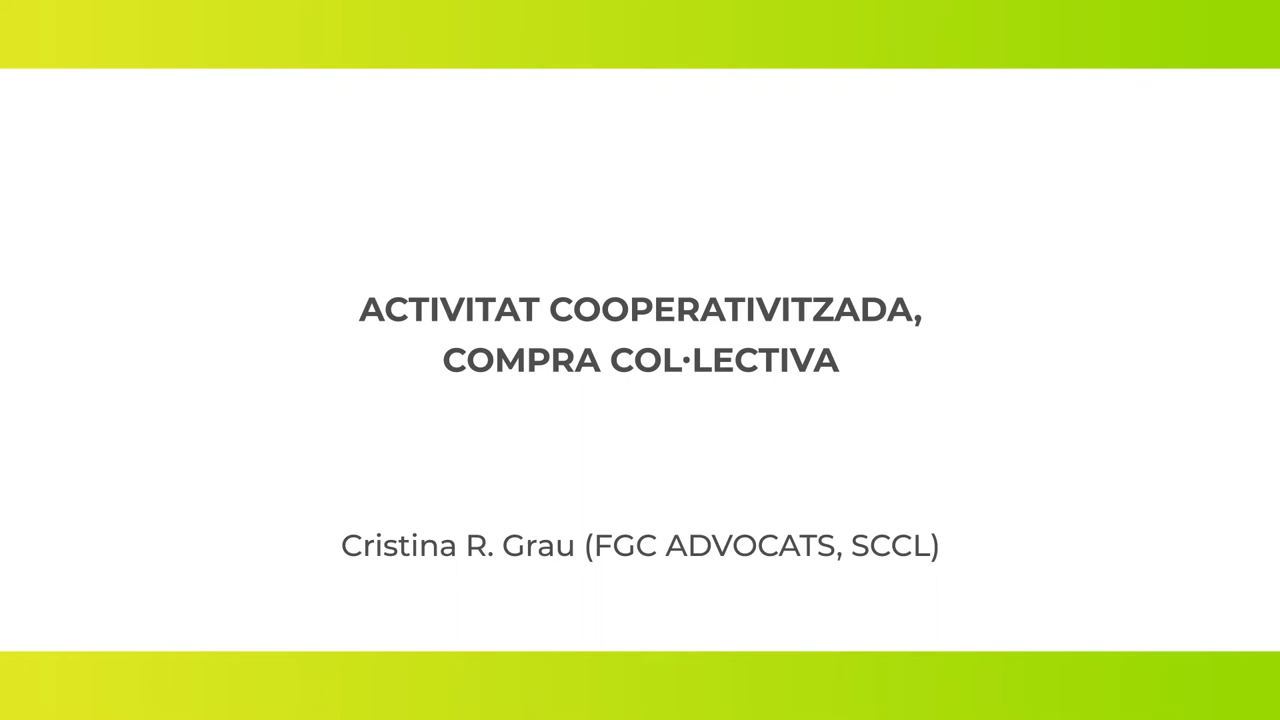 ACTIVITAT COOPERATIVITZADA,
COMPRA COL·LECTIVA
Cristina R. Grau (FGC ADVOCATS, SCCL)